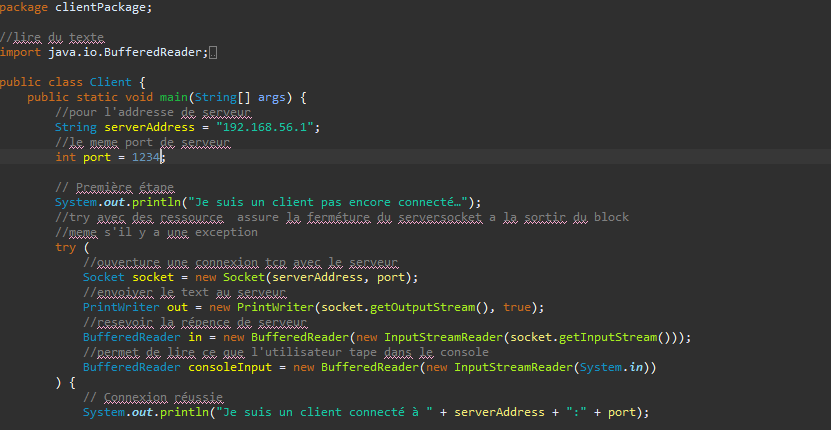 package clientPackage;
//lire du texte
import java.io.BufferedReader;
public class Client {
public static void main(String[] args) {
//pour l'addresse de serveur
String serverAddress = "192.168.56.1";
//le meme port de serveur
int port = 1234;
// Première étape
System.out.println("Je suis un client pas encore connecté…");
//try avec des ressource  assure la ferméture du serversocket a la sortir du block
//meme s'il y a une exception
try (
//ouverture une connexion tcp avec le serveur
Socket socket = new Socket(serverAddress, port);
//envoiver le text au serveur
PrintWriter out = new PrintWriter(socket.getOutputStream(), true);
//resevoir la répence de serveur
BufferedReader in = new BufferedReader(new InputStreamReader(socket.getInputStream()));
//permet de lire ce que l'utilisateur tape dans le console
BufferedReader consoleInput = new BufferedReader(new InputStreamReader(System.in))
) {
// Connexion réussie
System.out.println("Je suis un client connecté à " + serverAddress + ":" + port);